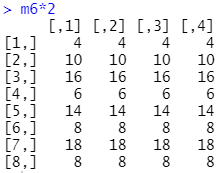 > m6*2
[,1] [,2] [,3] [,4]
[1,] 4 4 4 4
[2,] 10 10 10 10
[3,] 16 16 16 16
[4,] 6 6 6 6
[5,] 14 14 14 14
[6,] 8 8 8 8
[7,] 18 18 18 18
[8,] 8 8 8 8